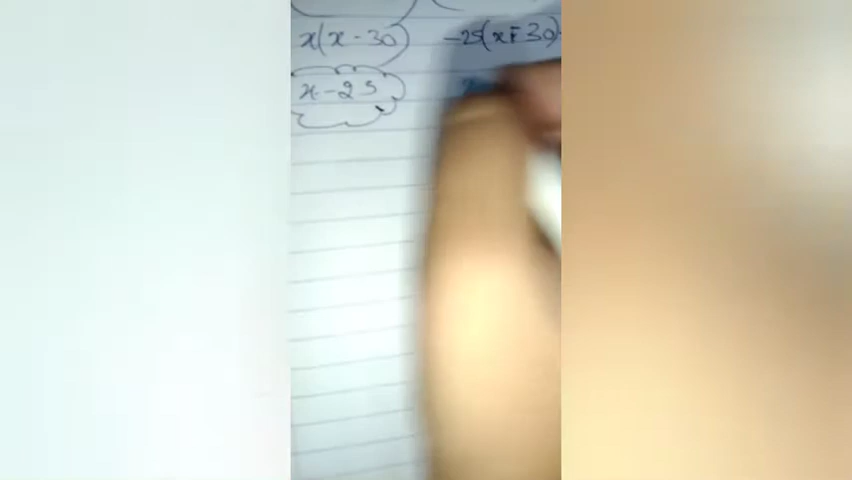 x(x - 30) -25(x - 30)
x - 25 x